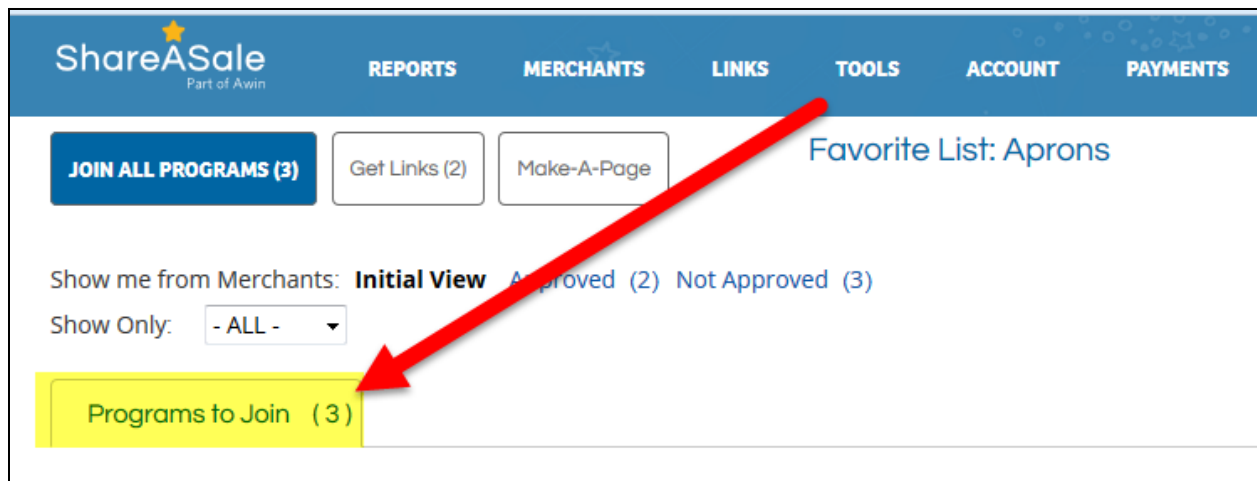 ShareASale
Part of Awin
REPORTS MERCHANTS LINKS TOOLS ACCOUNT PAYMENTS
JOIN ALL PROGRAMS (3) Get Links (2) Make-A-Page Favorite List: Aprons
Show me from Merchants: Initial View Approved (2) Not Approved (3)
Show Only: - ALL -
Programs to Join (3)